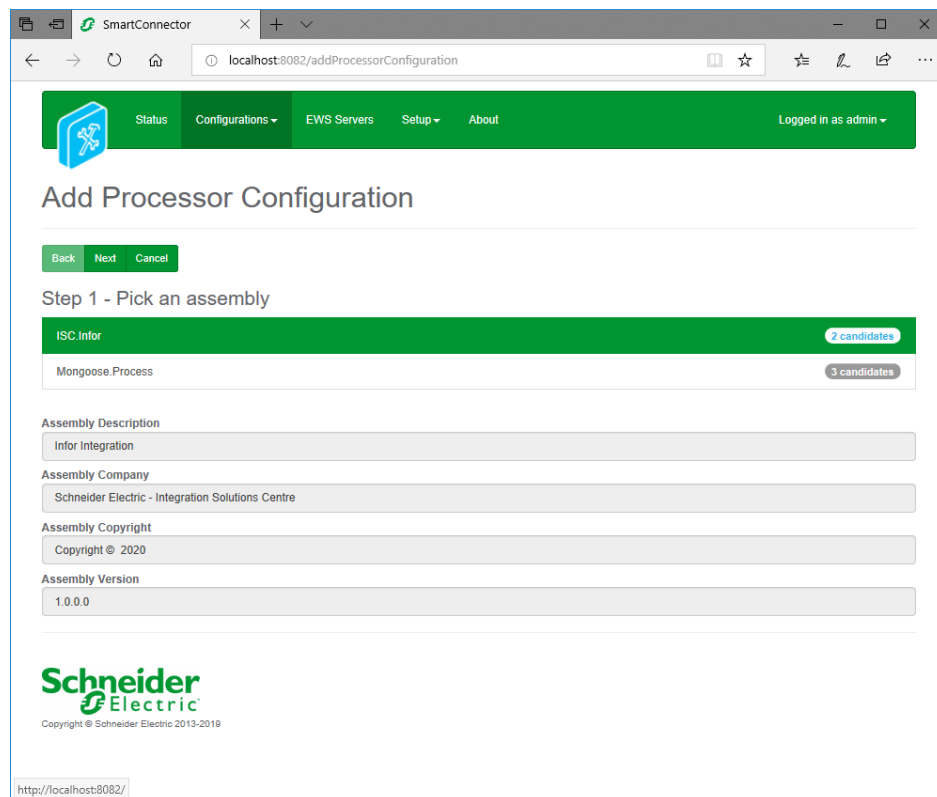 SmartConnector
localhost:8082/addProcessorConfiguration
Status Configurations EWS Servers Setup About Logged in as admin
Add Processor Configuration
Back Next Cancel
Step 1 - Pick an assembly
ISC.Infor 2 candidates
Mongoose.Process 3 candidates
Assembly Description
Infor Integration
Assembly Company
Schneider Electric - Integration Solutions Centre
Assembly Copyright
Copyright © 2020
Assembly Version
1.0.0.0
Schneider
Electric
Copyright © Schneider Electric 2013-2019
http://localhost:8082/